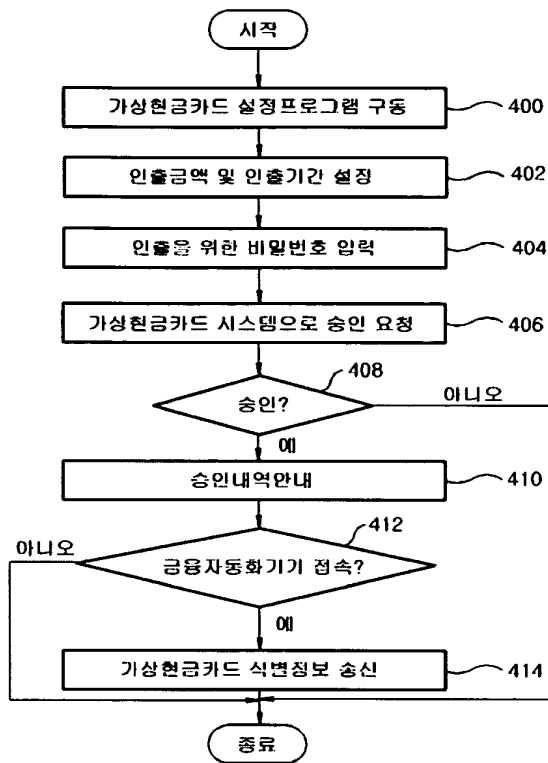 시작
가상현금카드 설정프로그램 구동
400
인출금액 및 인출기간 설정
402
인출을 위한 비밀번호 입력
404
가상현금카드 시스템으로 승인 요청
406
408
승인?
아니오
예
승인내역안내
410
412
아니오
금융자동화기기 접속?
예
가상현금카드 식별정보 송신
414
종료